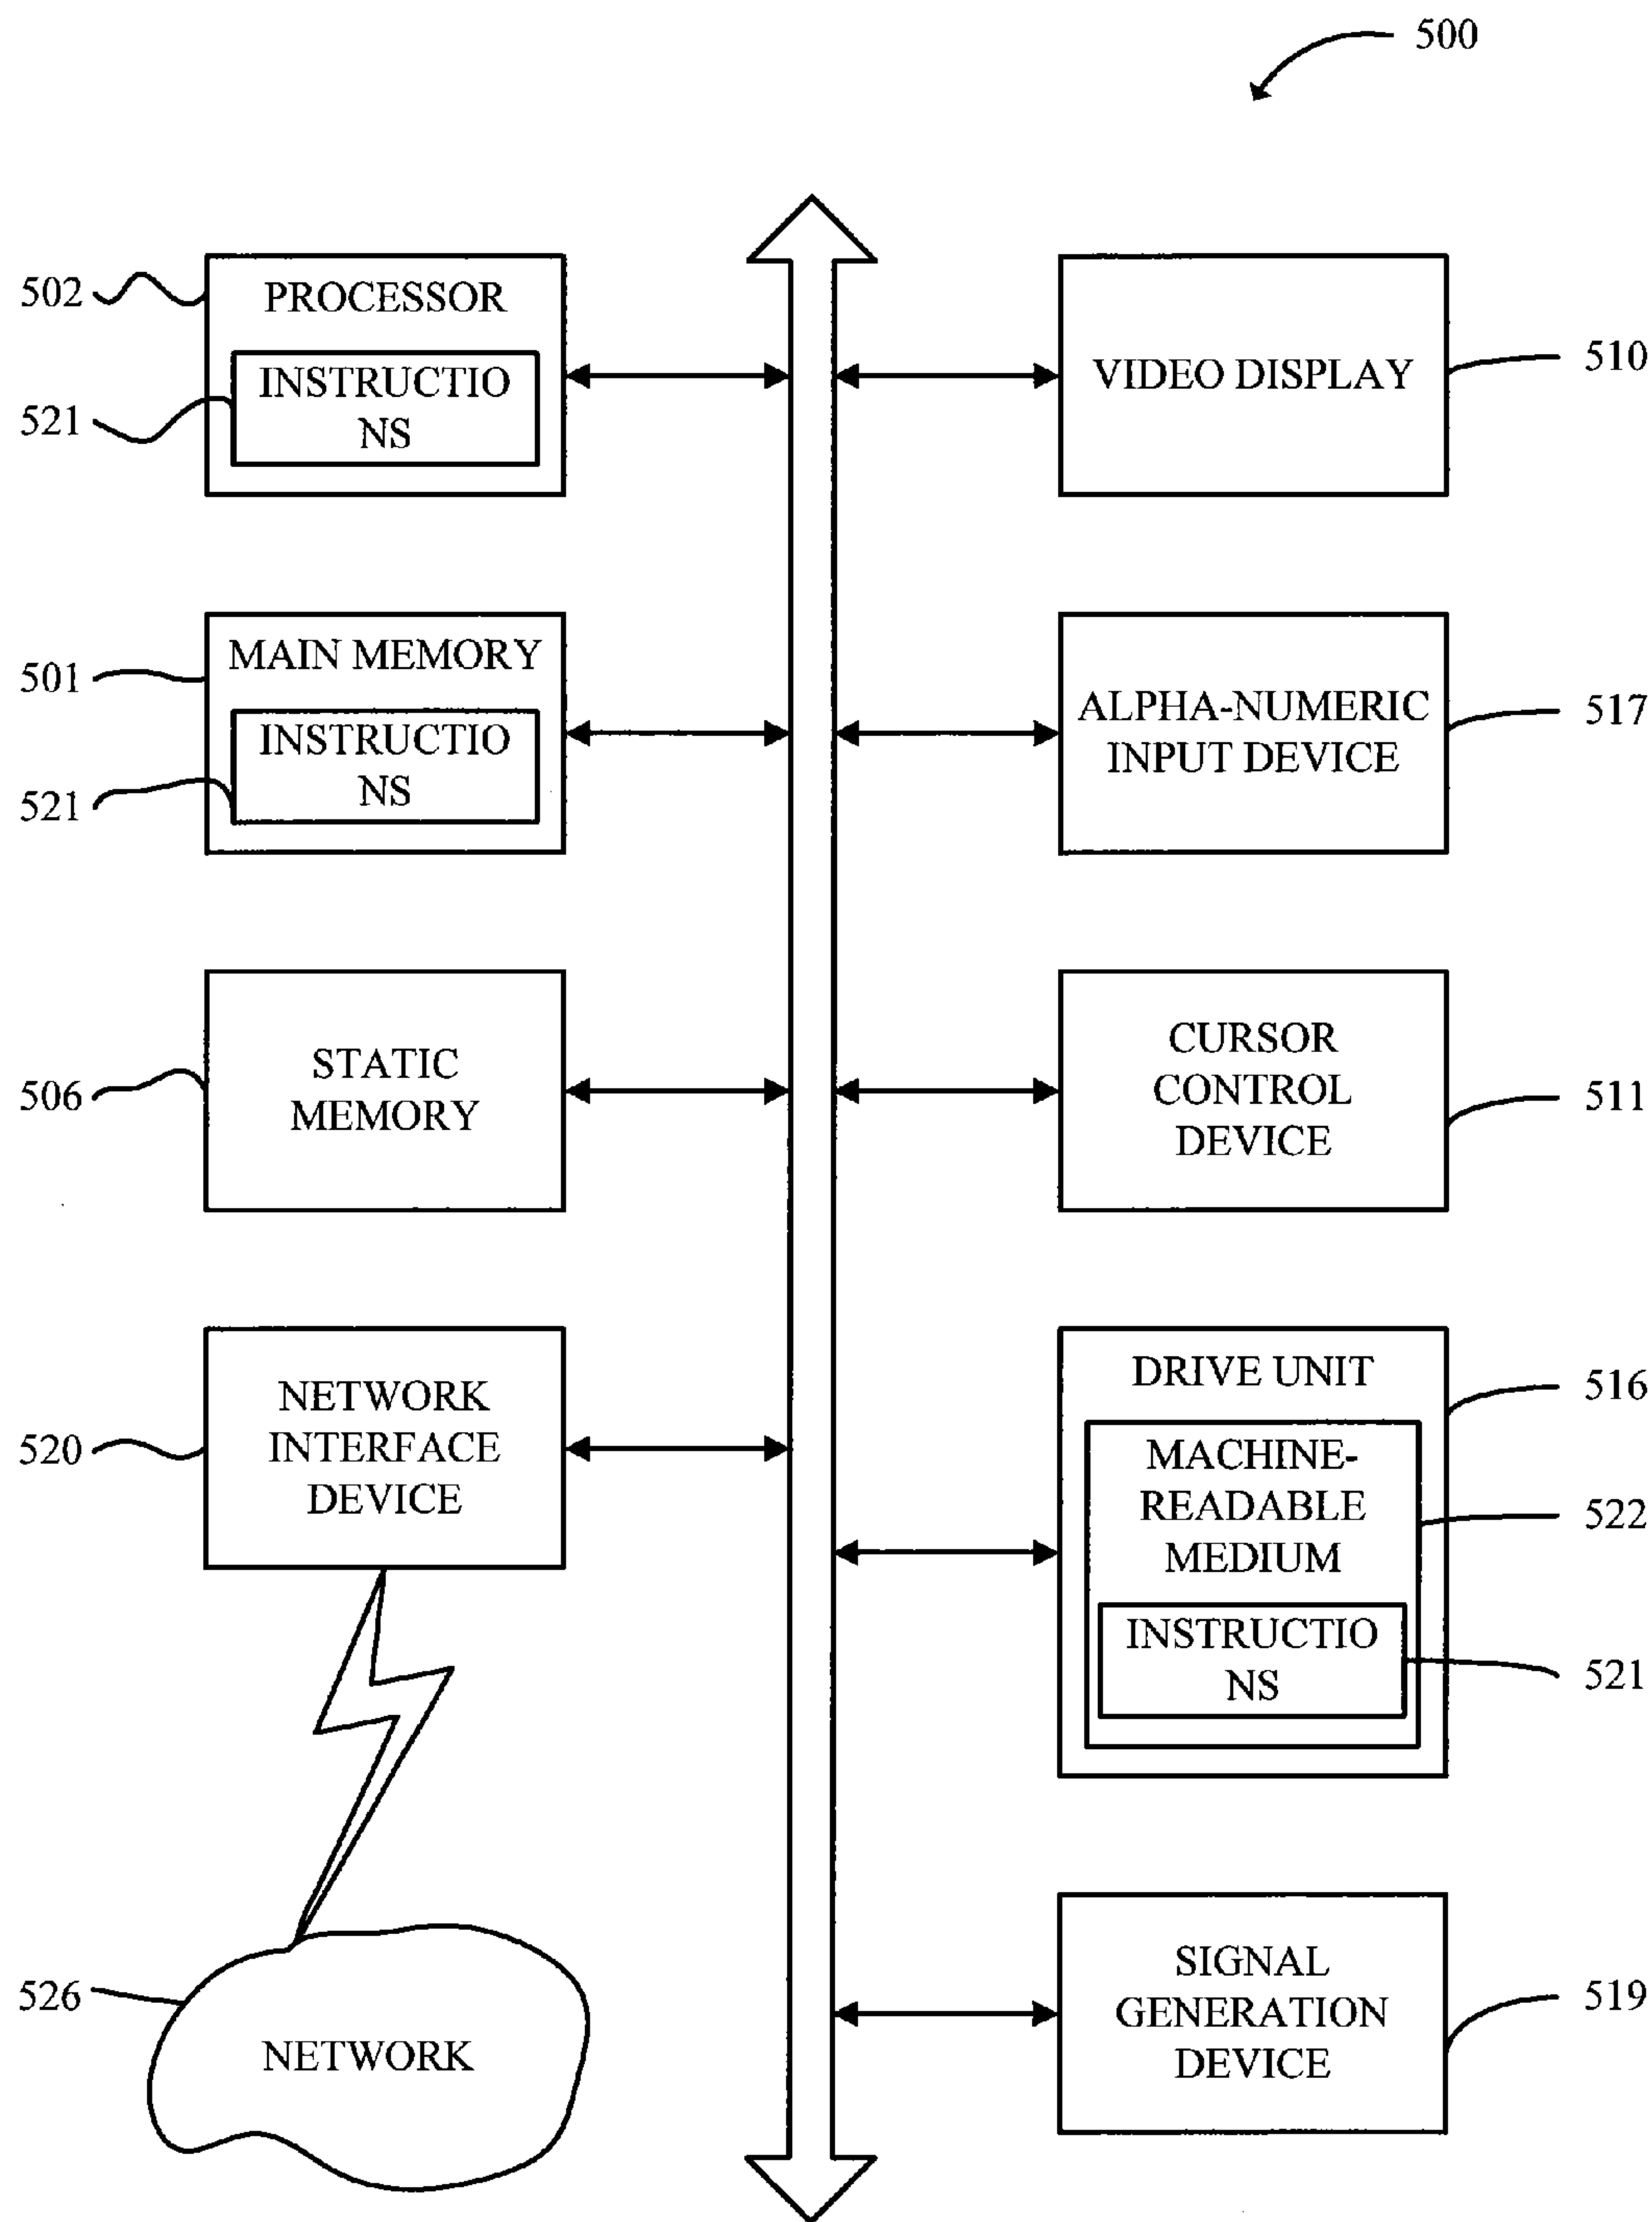 500
502
PROCESSOR
INSTRUCTIO
NS
521
VIDEO DISPLAY
510
501
MAIN MEMORY
INSTRUCTIO
NS
521
ALPHA-NUMERIC
INPUT DEVICE
517
506
STATIC
MEMORY
CURSOR
CONTROL
DEVICE
511
520
NETWORK
INTERFACE
DEVICE
DRIVE UNIT
516
MACHINE-
READABLE
MEDIUM
522
INSTRUCTIO
NS
521
526
NETWORK
SIGNAL
GENERATION
DEVICE
519